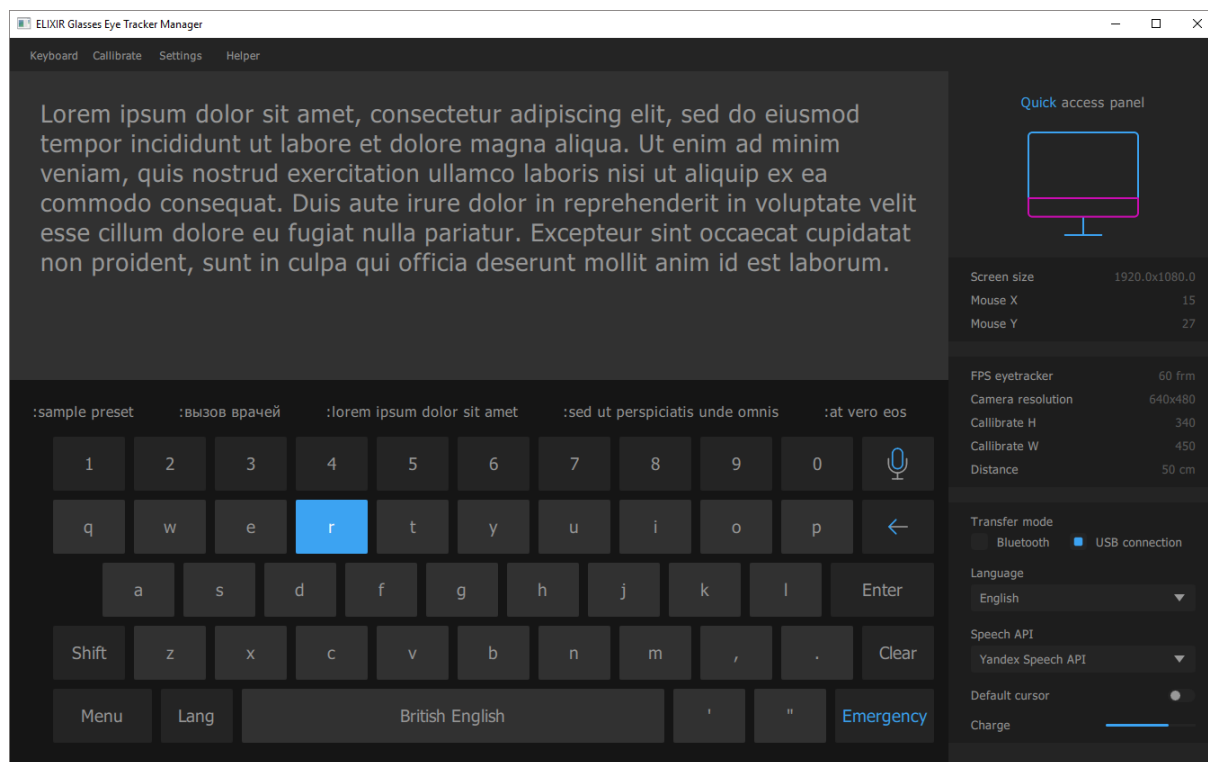 ELIXIR Glasses Eye Tracker Manager
Keyboard Callibrate Settings Helper
Lorem ipsum dolor sit amet, consectetur adipiscing elit, sed do eiusmod
tempor incididunt ut labore et dolore magna aliqua. Ut enim ad minim
veniam, quis nostrud exercitation ullamco laboris nisi ut aliquip ex ea
commodo consequat. Duis aute irure dolor in reprehenderit in voluptate velit
esse cillum dolore eu fugiat nulla pariatur. Excepteur sint occaecat cupidatat
non proident, sunt in culpa qui officia deserunt mollit anim id est laborum.
:sample preset :вызов врачей :lorem ipsum dolor sit amet :sed ut perspiciatis unde omnis :at vero eos
1 2 3 4 5 6 7 8 9 0
q w e r t y u i o p
a s d f g h j k l Enter
Shift z x c v b n m , . Clear
Menu Lang British English ' " Emergency
Quick access panel
Screen size 1920.0x1080.0
Mouse X 15
Mouse Y 27
FPS eyetracker 60 frm
Camera resolution 640x480
Callibrate H 340
Callibrate W 450
Distance 50 cm
Transfer mode
Bluetooth USB connection
Language
English
Speech API
Yandex Speech API
Default cursor
Charge